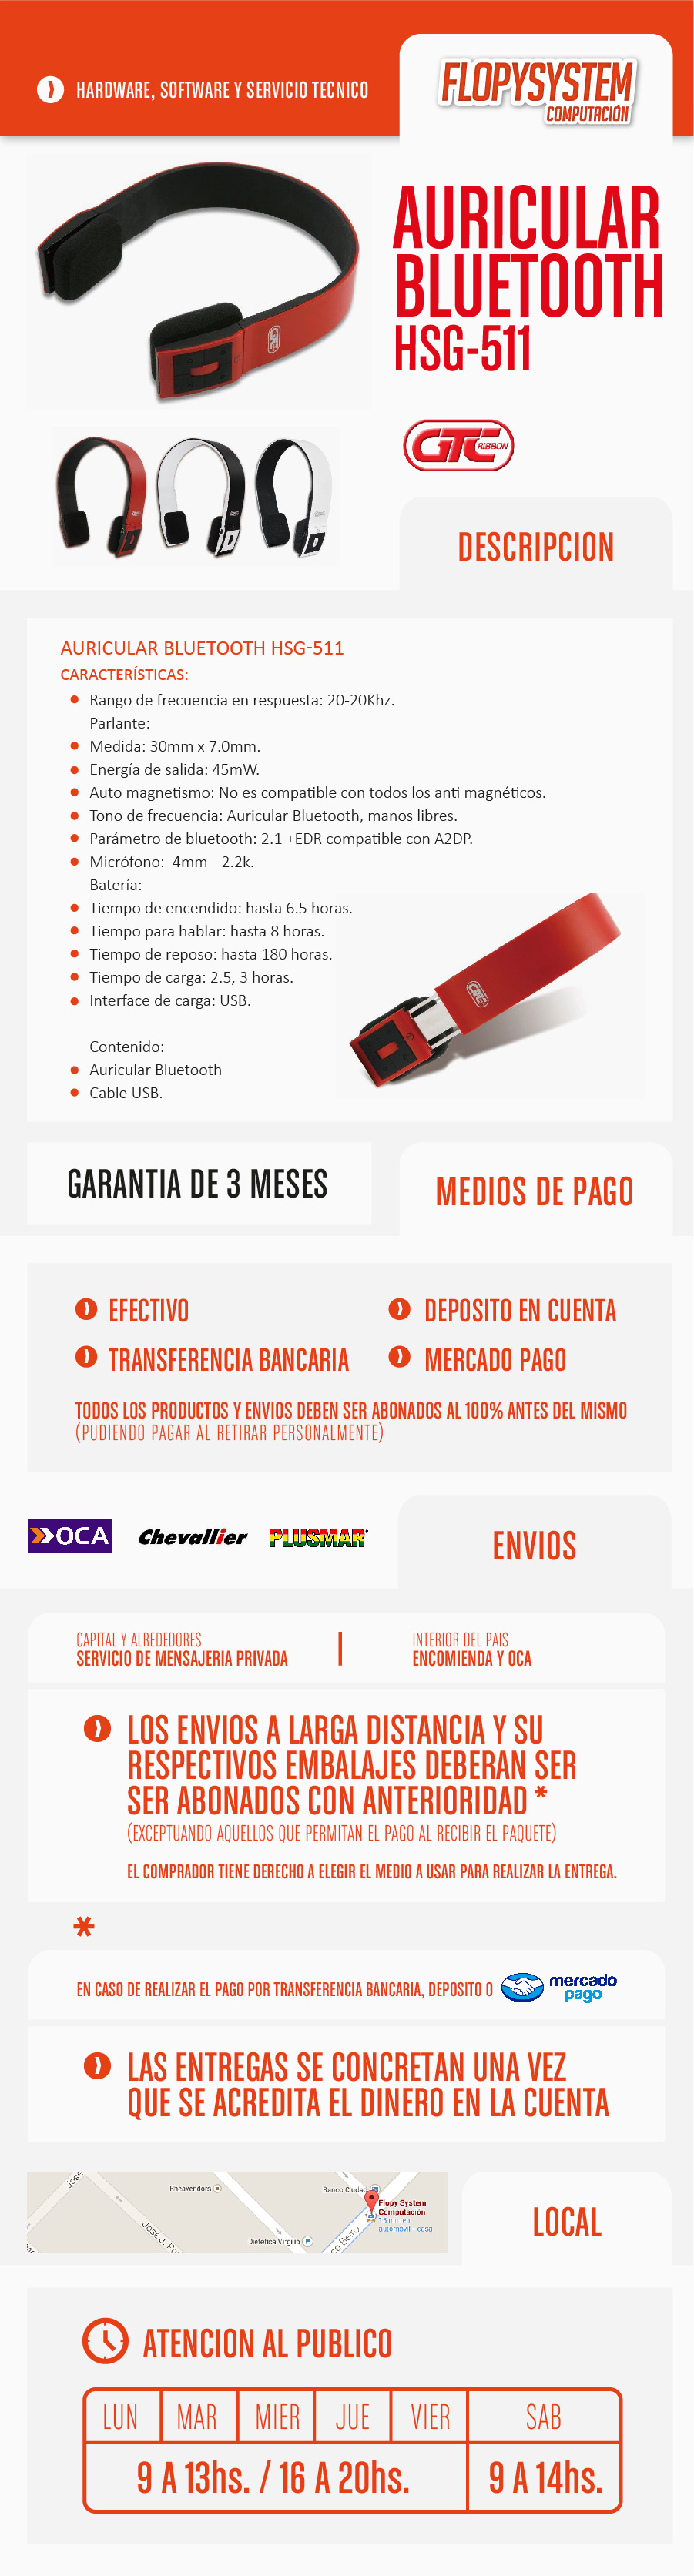 HARDWARE, SOFTWARE Y SERVICIO TECNICO
FLOPYSYSTEM
COMPUTACIÓN
AURICULAR
BLUETOOTH
HSG-511
GTC
GTC RIBBON
DESCRIPCION
AURICULAR BLUETOOTH HSG-511
CARACTERÍSTICAS:
Rango de frecuencia en respuesta: 20-20Khz.
Parlante:
Medida: 30mm x 7.0mm.
Energía de salida: 45mW.
Auto magnetismo: No es compatible con todos los anti magnéticos.
Tono de frecuencia: Auricular Bluetooth, manos libres.
Parámetro de bluetooth: 2.1 +EDR compatible con A2DP.
Micrófono: 4mm - 2.2k.
Batería:
Tiempo de encendido: hasta 6.5 horas.
Tiempo para hablar: hasta 8 horas.
Tiempo de reposo: hasta 180 horas.
Tiempo de carga: 2.5, 3 horas.
Interface de carga: USB.
GTC
Contenido:
Auricular Bluetooth
Cable USB.
GARANTIA DE 3 MESES
MEDIOS DE PAGO
EFECTIVO
DEPOSITO EN CUENTA
TRANSFERENCIA BANCARIA
MERCADO PAGO
TODOS LOS PRODUCTOS Y ENVIOS DEBEN SER ABONADOS AL 100% ANTES DEL MISMO
(PUDIENDO PAGAR AL RETIRAR PERSONALMENTE)
OCA
Chevallier
PLUSMAR
ENVIOS
CAPITAL Y ALREDEDORES
SERVICIO DE MENSAJERIA PRIVADA
INTERIOR DEL PAIS
ENCOMIENDA Y OCA
LOS ENVIOS A LARGA DISTANCIA Y SU
RESPECTIVOS EMBALAJES DEBERAN SER
SER ABONADOS CON ANTERIORIDAD *
(EXCEPTUANDO AQUELLOS QUE PERMITAN EL PAGO AL RECIBIR EL PAQUETE)
EL COMPRADOR TIENE DERECHO A ELEGIR EL MEDIO A USAR PARA REALIZAR LA ENTREGA.
*
EN CASO DE REALIZAR EL PAGO POR TRANSFERENCIA BANCARIA, DEPOSITO O
mercado
pago
LAS ENTREGAS SE CONCRETAN UNA VEZ
QUE SE ACREDITA EL DINERO EN LA CUENTA
José
José J. Po
Banco Ciudad
Flopy System
Computación
13 min en
automóvil - casa
LOCAL
ATENCION AL PUBLICO
LUN MAR MIER JUE VIER SAB
9 A 13hs. / 16 A 20hs. 9 A 14hs.